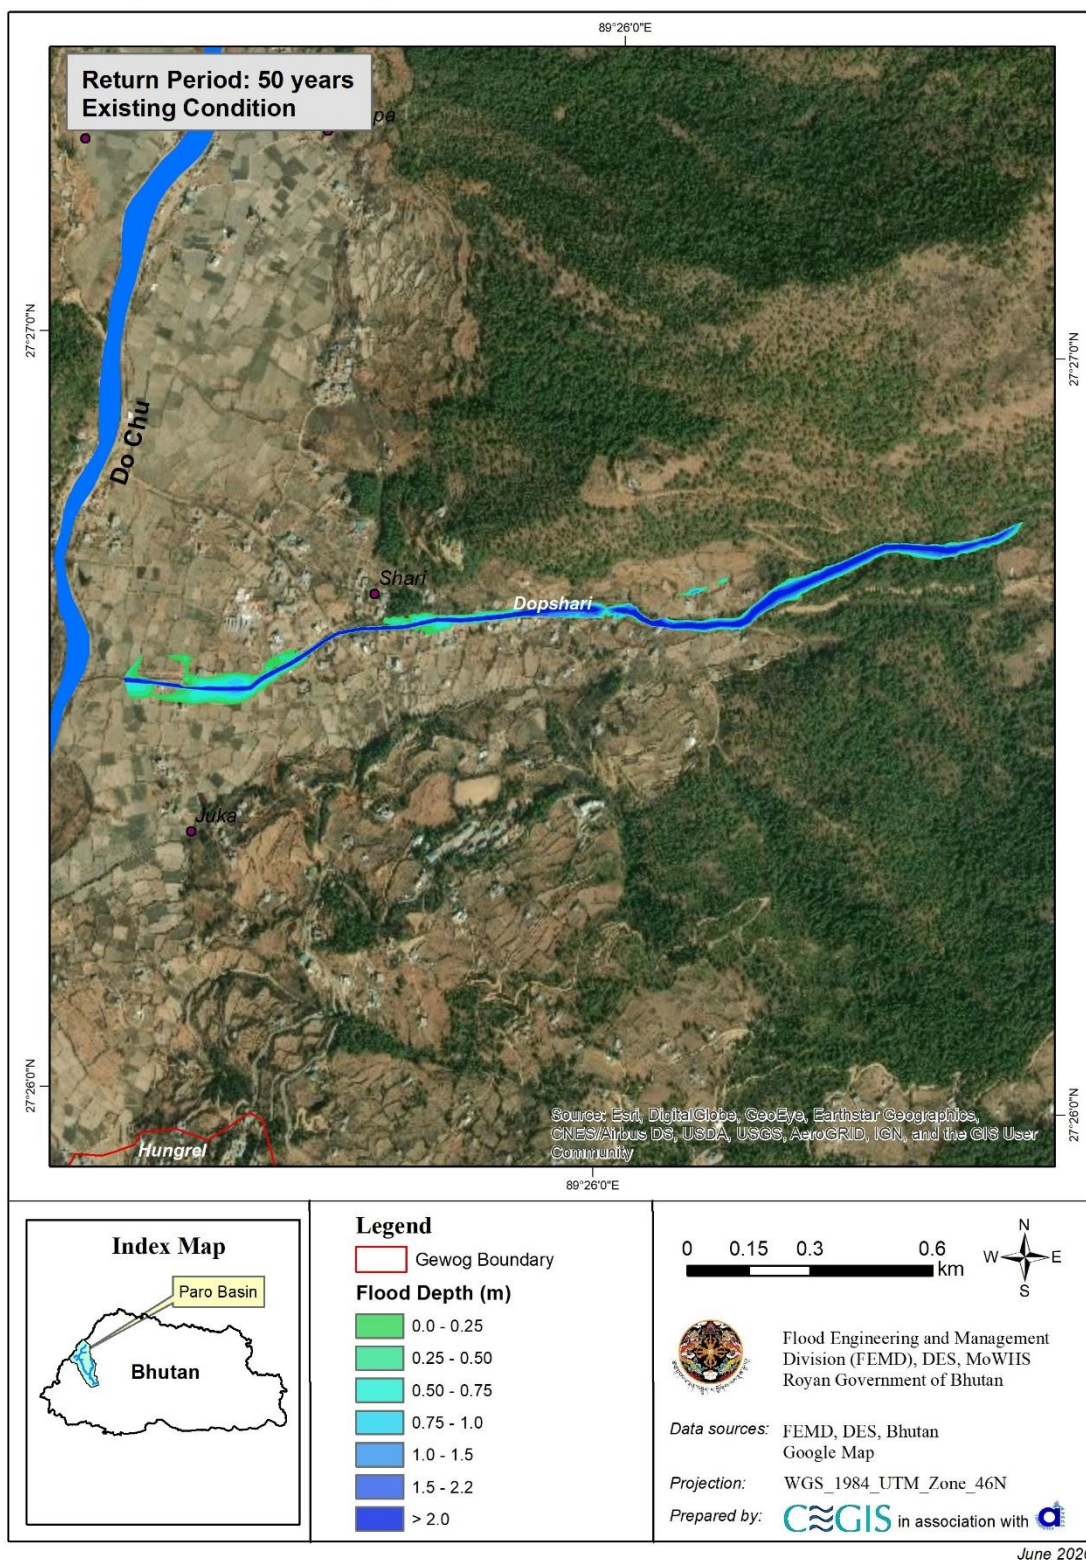 89°26'0"E
Return Period: 50 years
Existing Condition
pa
27°27'0"N
27°27'0"N
Do Chu
Shari
Dopshari
Juka
27°26'0"N
27°26'0"N
Hungrel
Source: Esri, DigitalGlobe, GeoEye, Earthstar Geographics,
CNES/Airbus DS, USDA, USGS, AeroGRID, IGN, and the GIS User
Community
89°26'0"E
Index Map
Paro Basin
Bhutan
Legend
Gewog Boundary
Flood Depth (m)
0.0 - 0.25
0.25 - 0.50
0.50 - 0.75
0.75 - 1.0
1.0 - 1.5
1.5 - 2.2
> 2.0
0 0.15 0.3 0.6
km
N
W E
S
Flood Engineering and Management
Division (FEMD), DES, MoWHS
Royan Government of Bhutan
Data sources: FEMD, DES, Bhutan
Google Map
Projection: WGS_1984_UTM_Zone_46N
Prepared by: CEGIS in association with a
June 2020